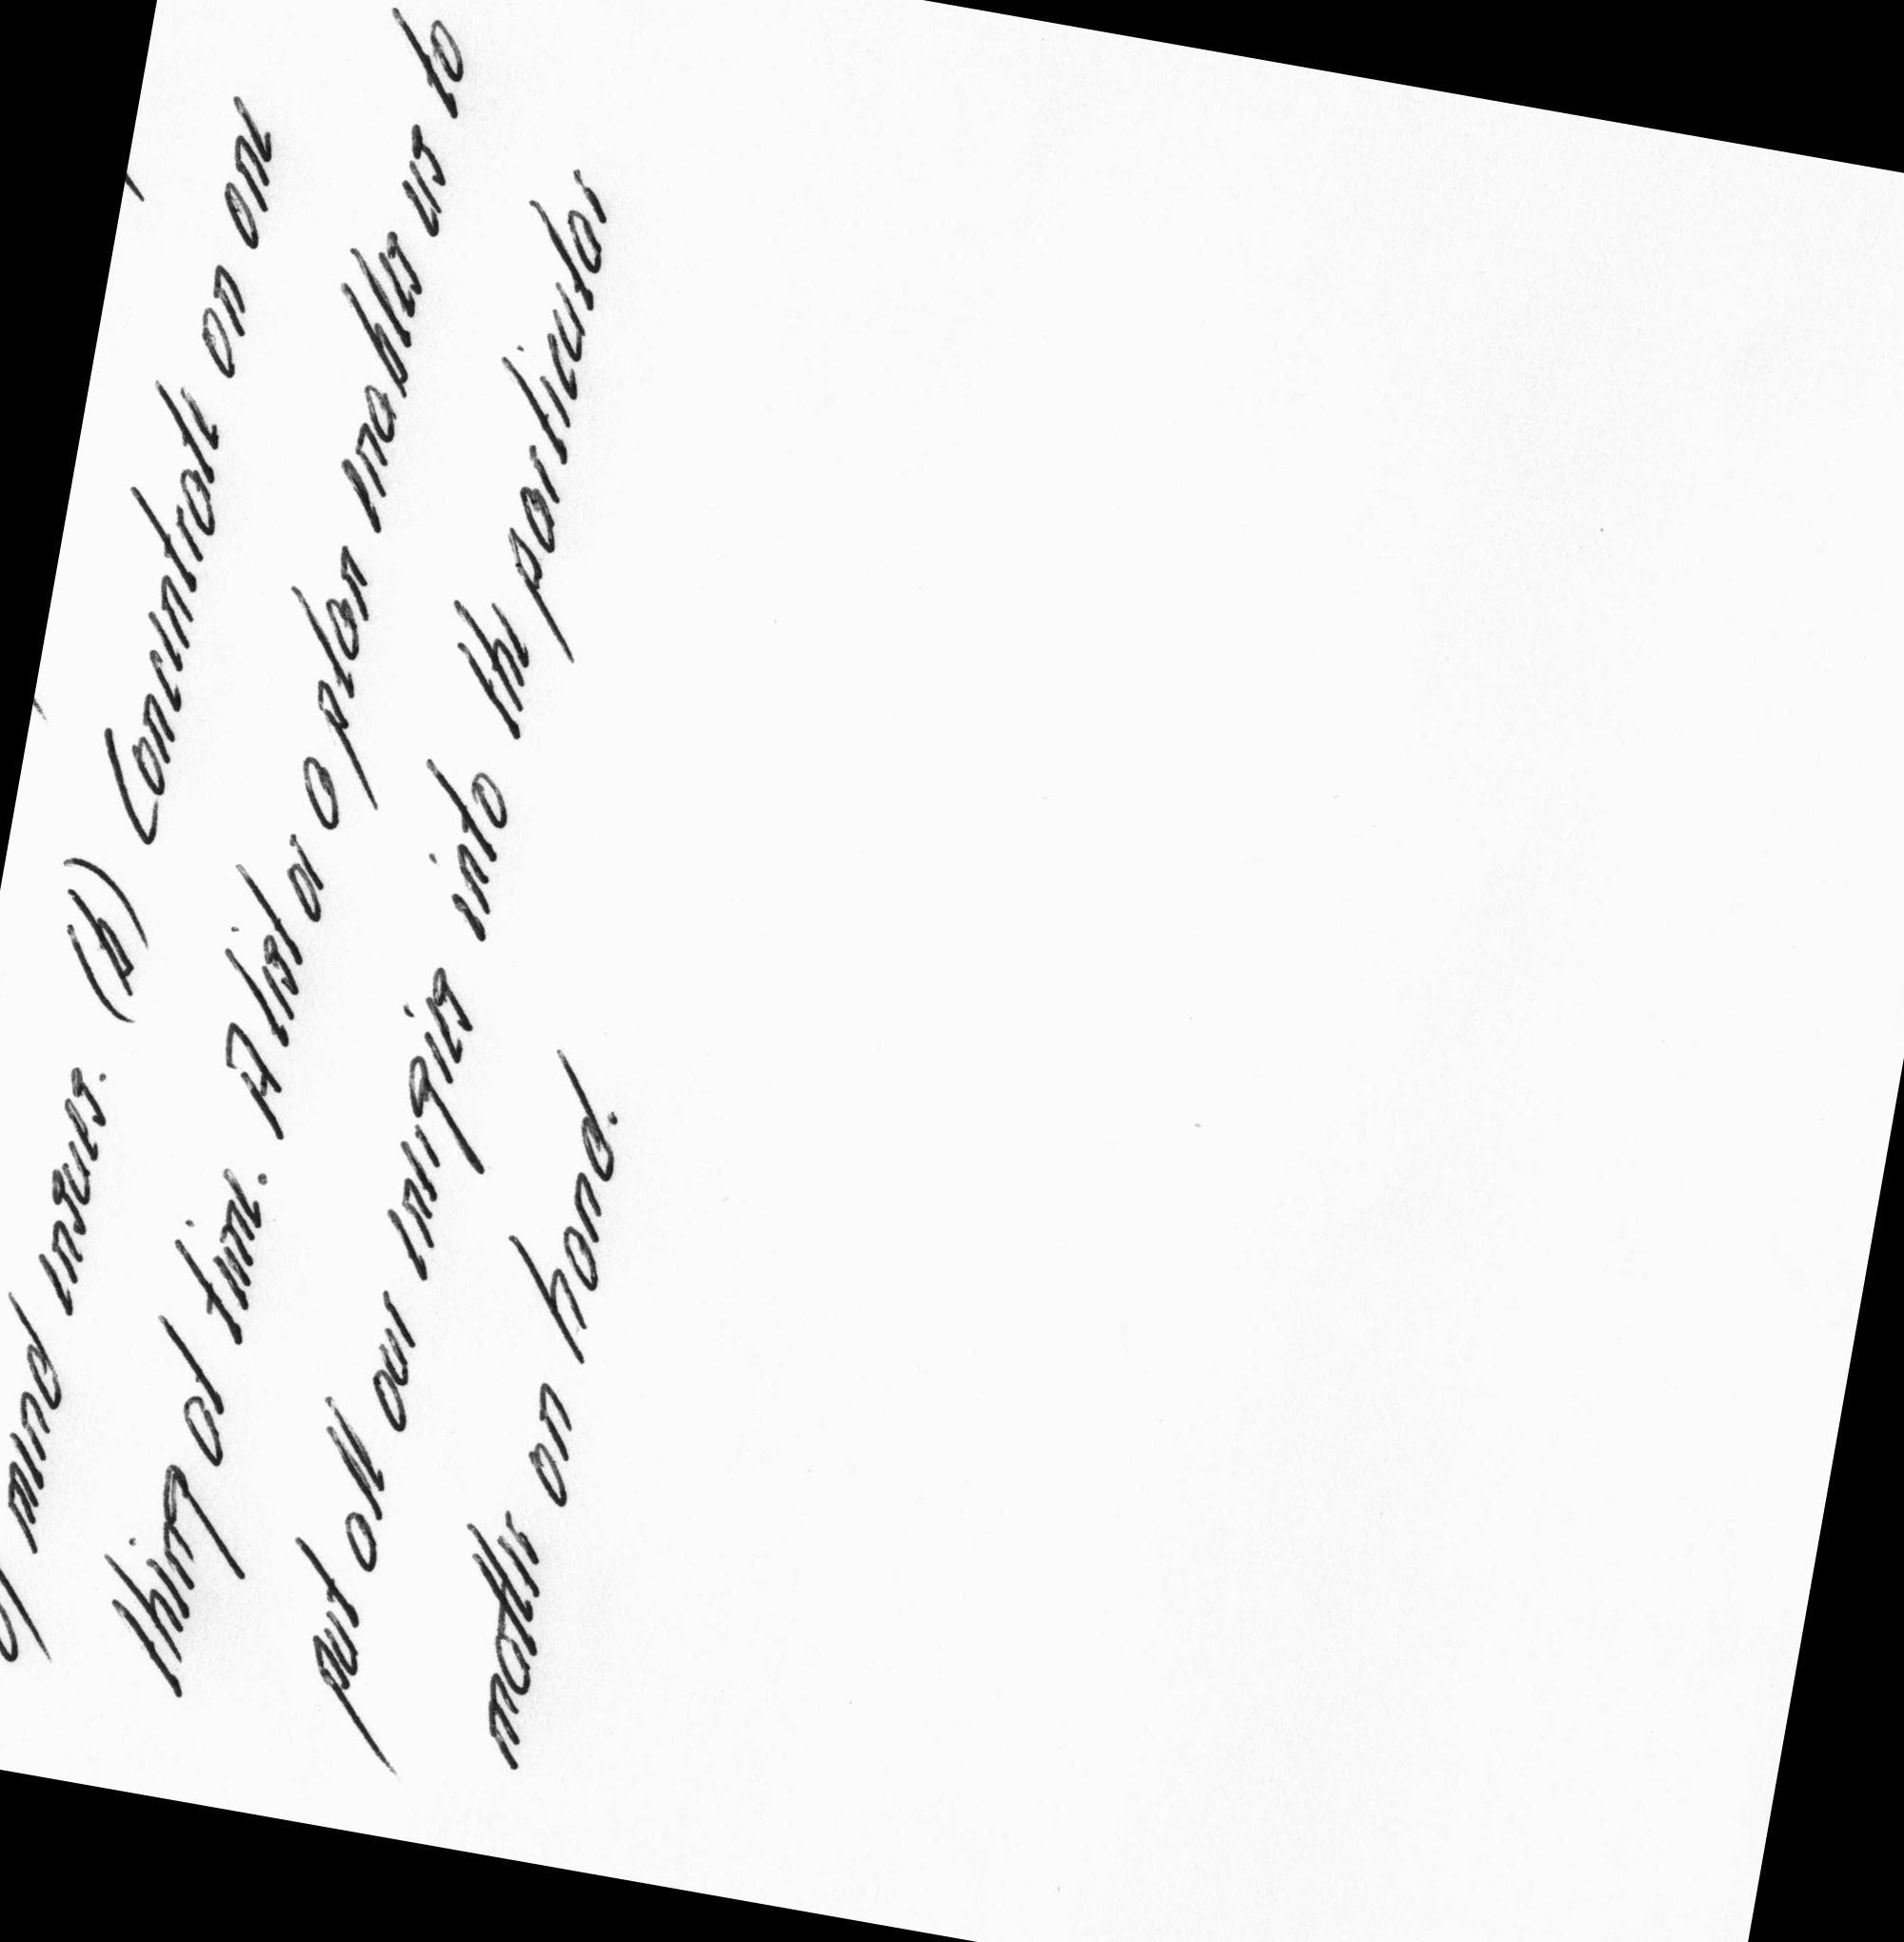 of mind ensues. (h) Concentrate on one
thing at time. A list or a plan enables us to
put all our energies into the particular
matter on hand.